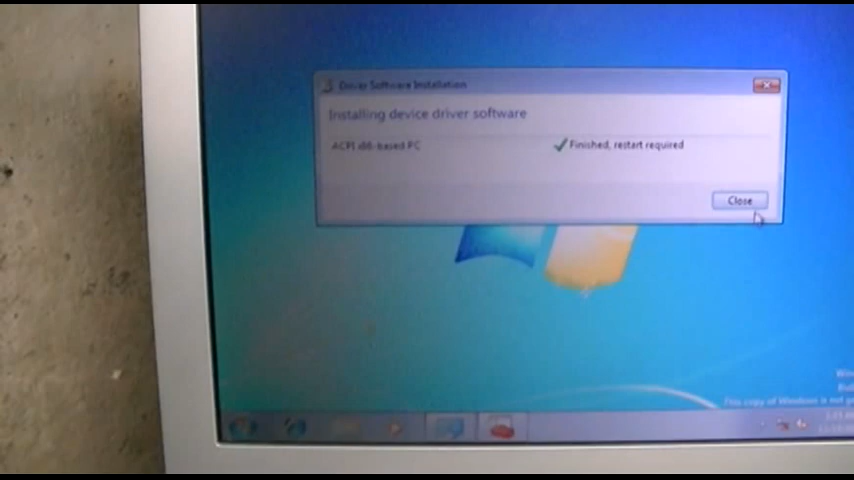 Driver Software Installation
Installing device driver software
ACPI x86-based PC
Finished, restart required
Close
This copy of Windows is not